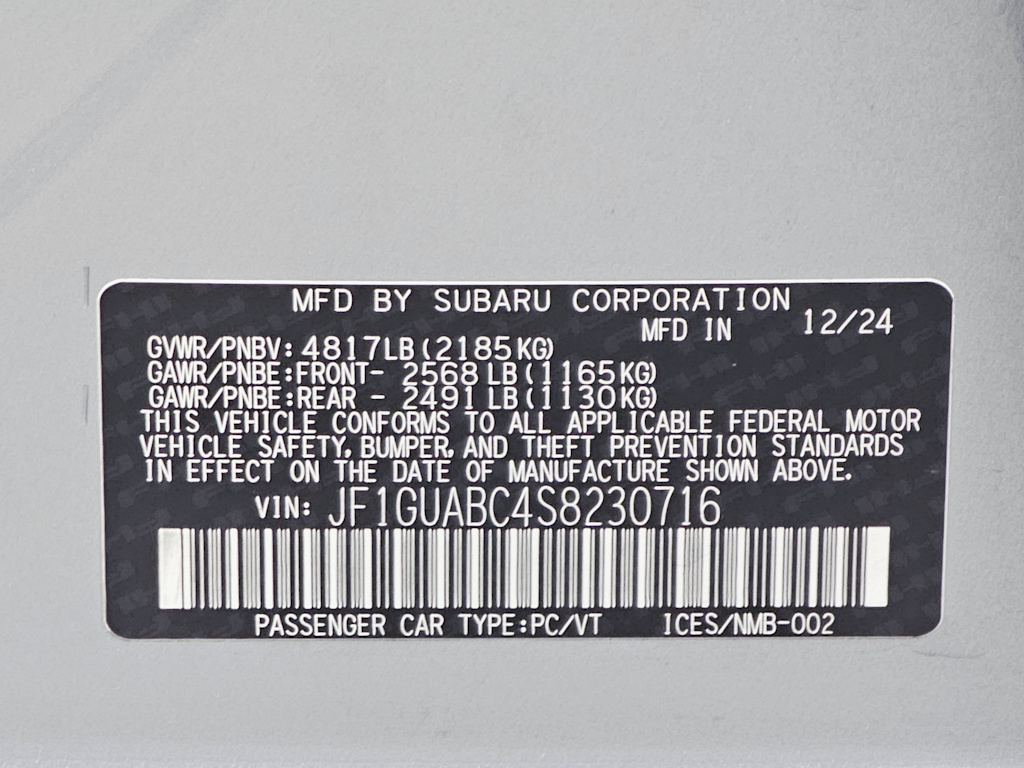 MFD BY SUBARU CORPORATION
MFD IN 12/24
GVWR/PNBV: 4817LB(2185KG)
GAWR/PNBE:FRONT- 2568 LB(1165KG)
GAWR/PNBE:REAR - 2491 LB(1130KG)
THIS VEHICLE CONFORMS TO ALL APPLICABLE FEDERAL MOTOR
VEHICLE SAFETY, BUMPER, AND THEFT PREVENTION STANDARDS
IN EFFECT ON THE DATE OF MANUFACTURE SHOWN ABOVE.
VIN: JF1GUABC4S8230716
PASSENGER CAR TYPE:PC/VT ICES/NMB-002